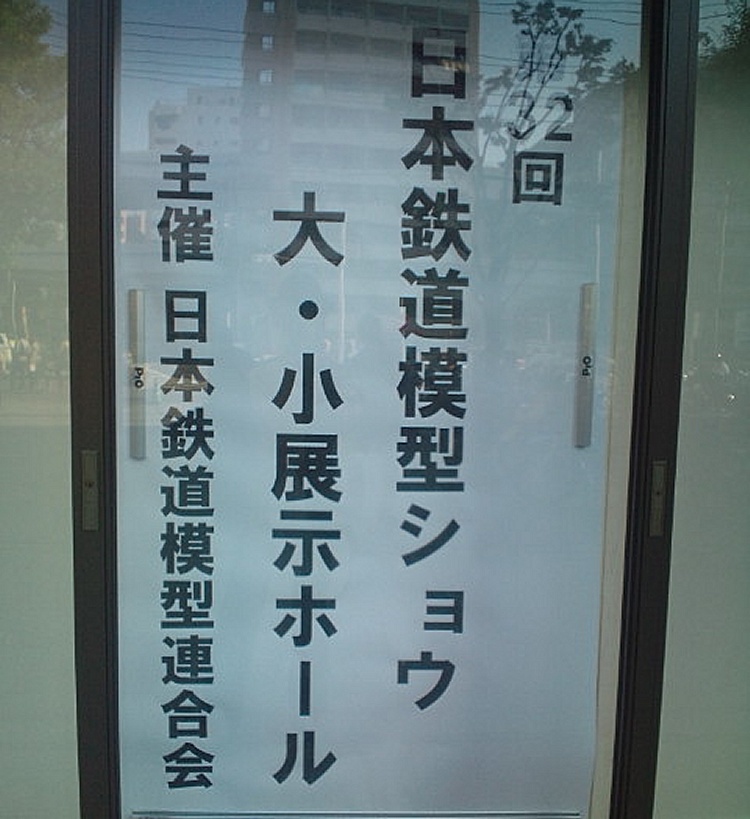 32回
日本鉄道模型ショウ
大・小展示ホール
主催 日本鉄道模型連合会